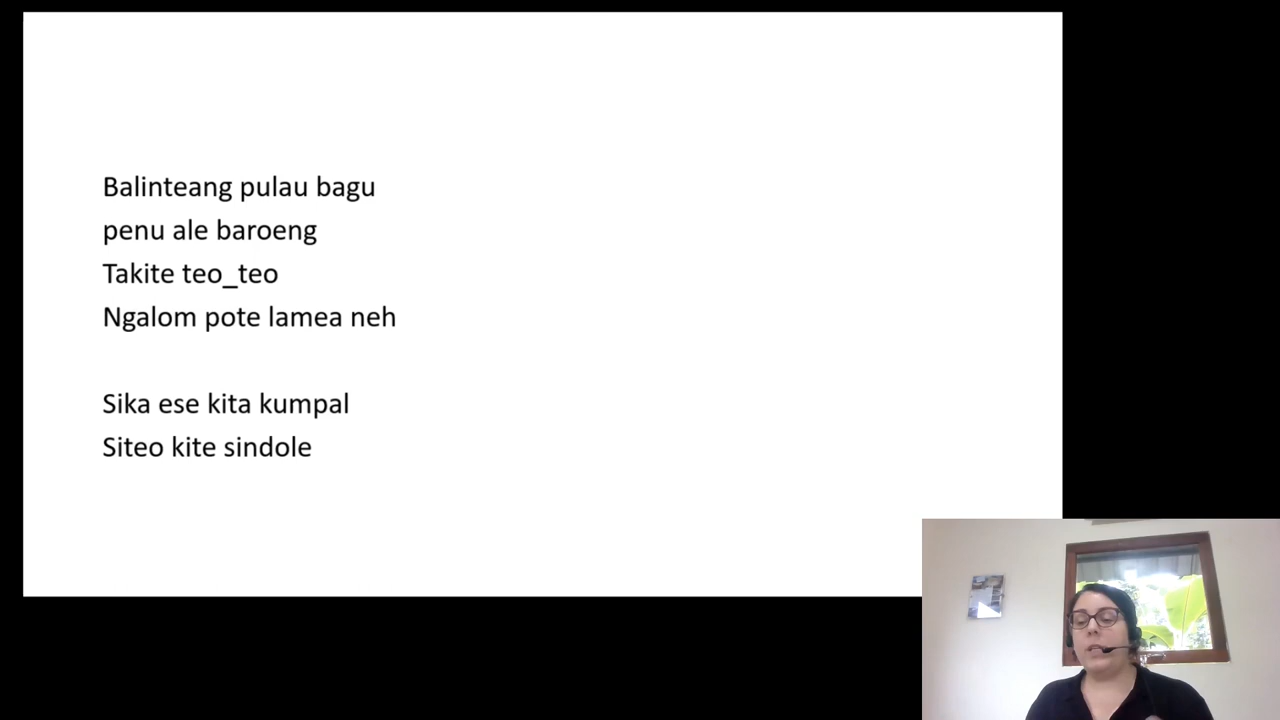 Balinteang pulau bagu
penu ale baroeng
Takite teo_teo
Ngalom pote lamea neh
Sika ese kita kumpal
Siteo kite sindole